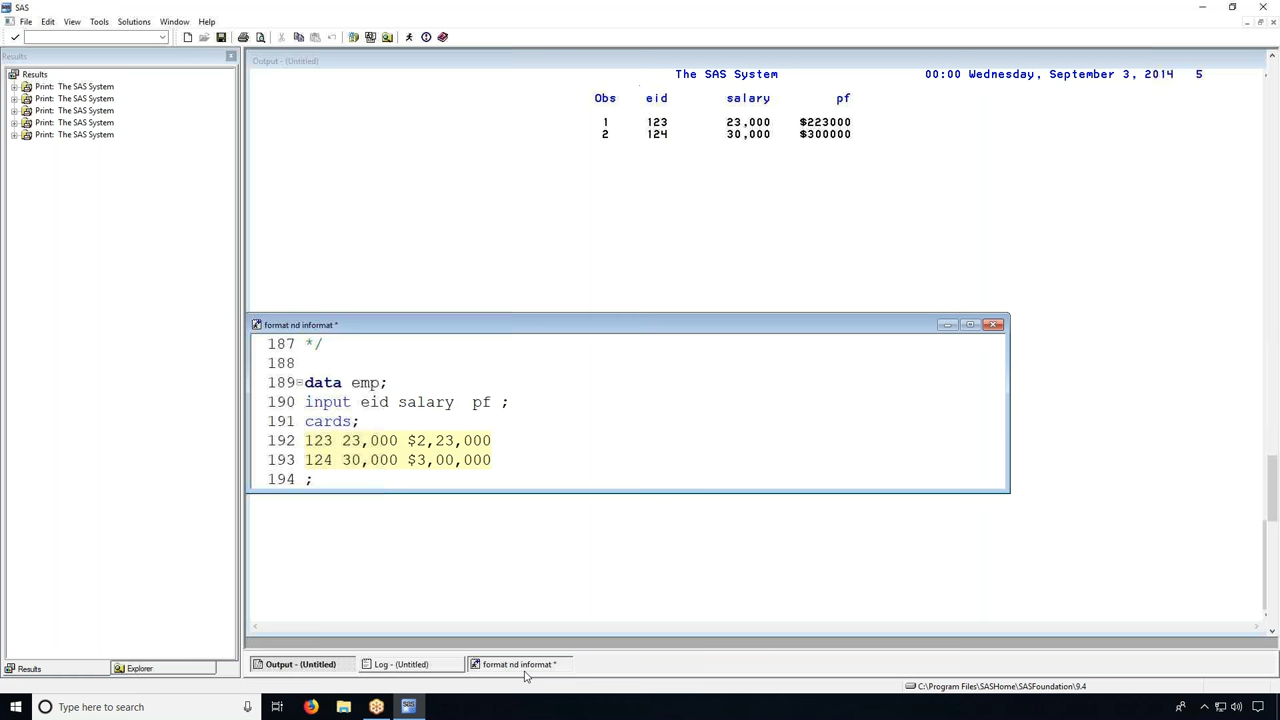 SAS
File Edit View Tools Solutions Window Help
Results
Output - (Untitled)
Results
Print: The SAS System
Print: The SAS System
Print: The SAS System
Print: The SAS System
Print: The SAS System
The SAS System 00:00 Wednesday, September 3, 2014 5
Obs eid salary pf
1 123 23,000 $223000
2 124 30,000 $300000
format nd informat *
187 */
188
189 data emp;
190 input eid salary pf ;
191 cards;
192 123 23,000 $2,23,000
193 124 30,000 $3,00,000
194 ;
Results Explorer
Output - (Untitled) Log - (Untitled) format nd informat *
C:\Program Files\SASHome\SASFoundation\9.4
Type here to search